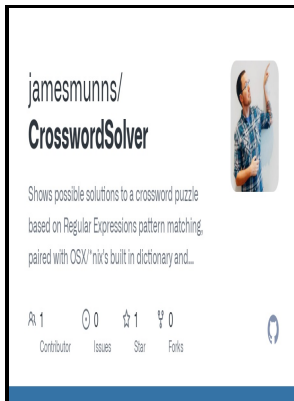 jamesmunns/
CrosswordSolver
Shows possible solutions to a crossword puzzle
based on Regular Expressions pattern matching,
paired with OSX/*nix's built in dictionary and...
1 0 1 0
Contributor Issues Star Forks